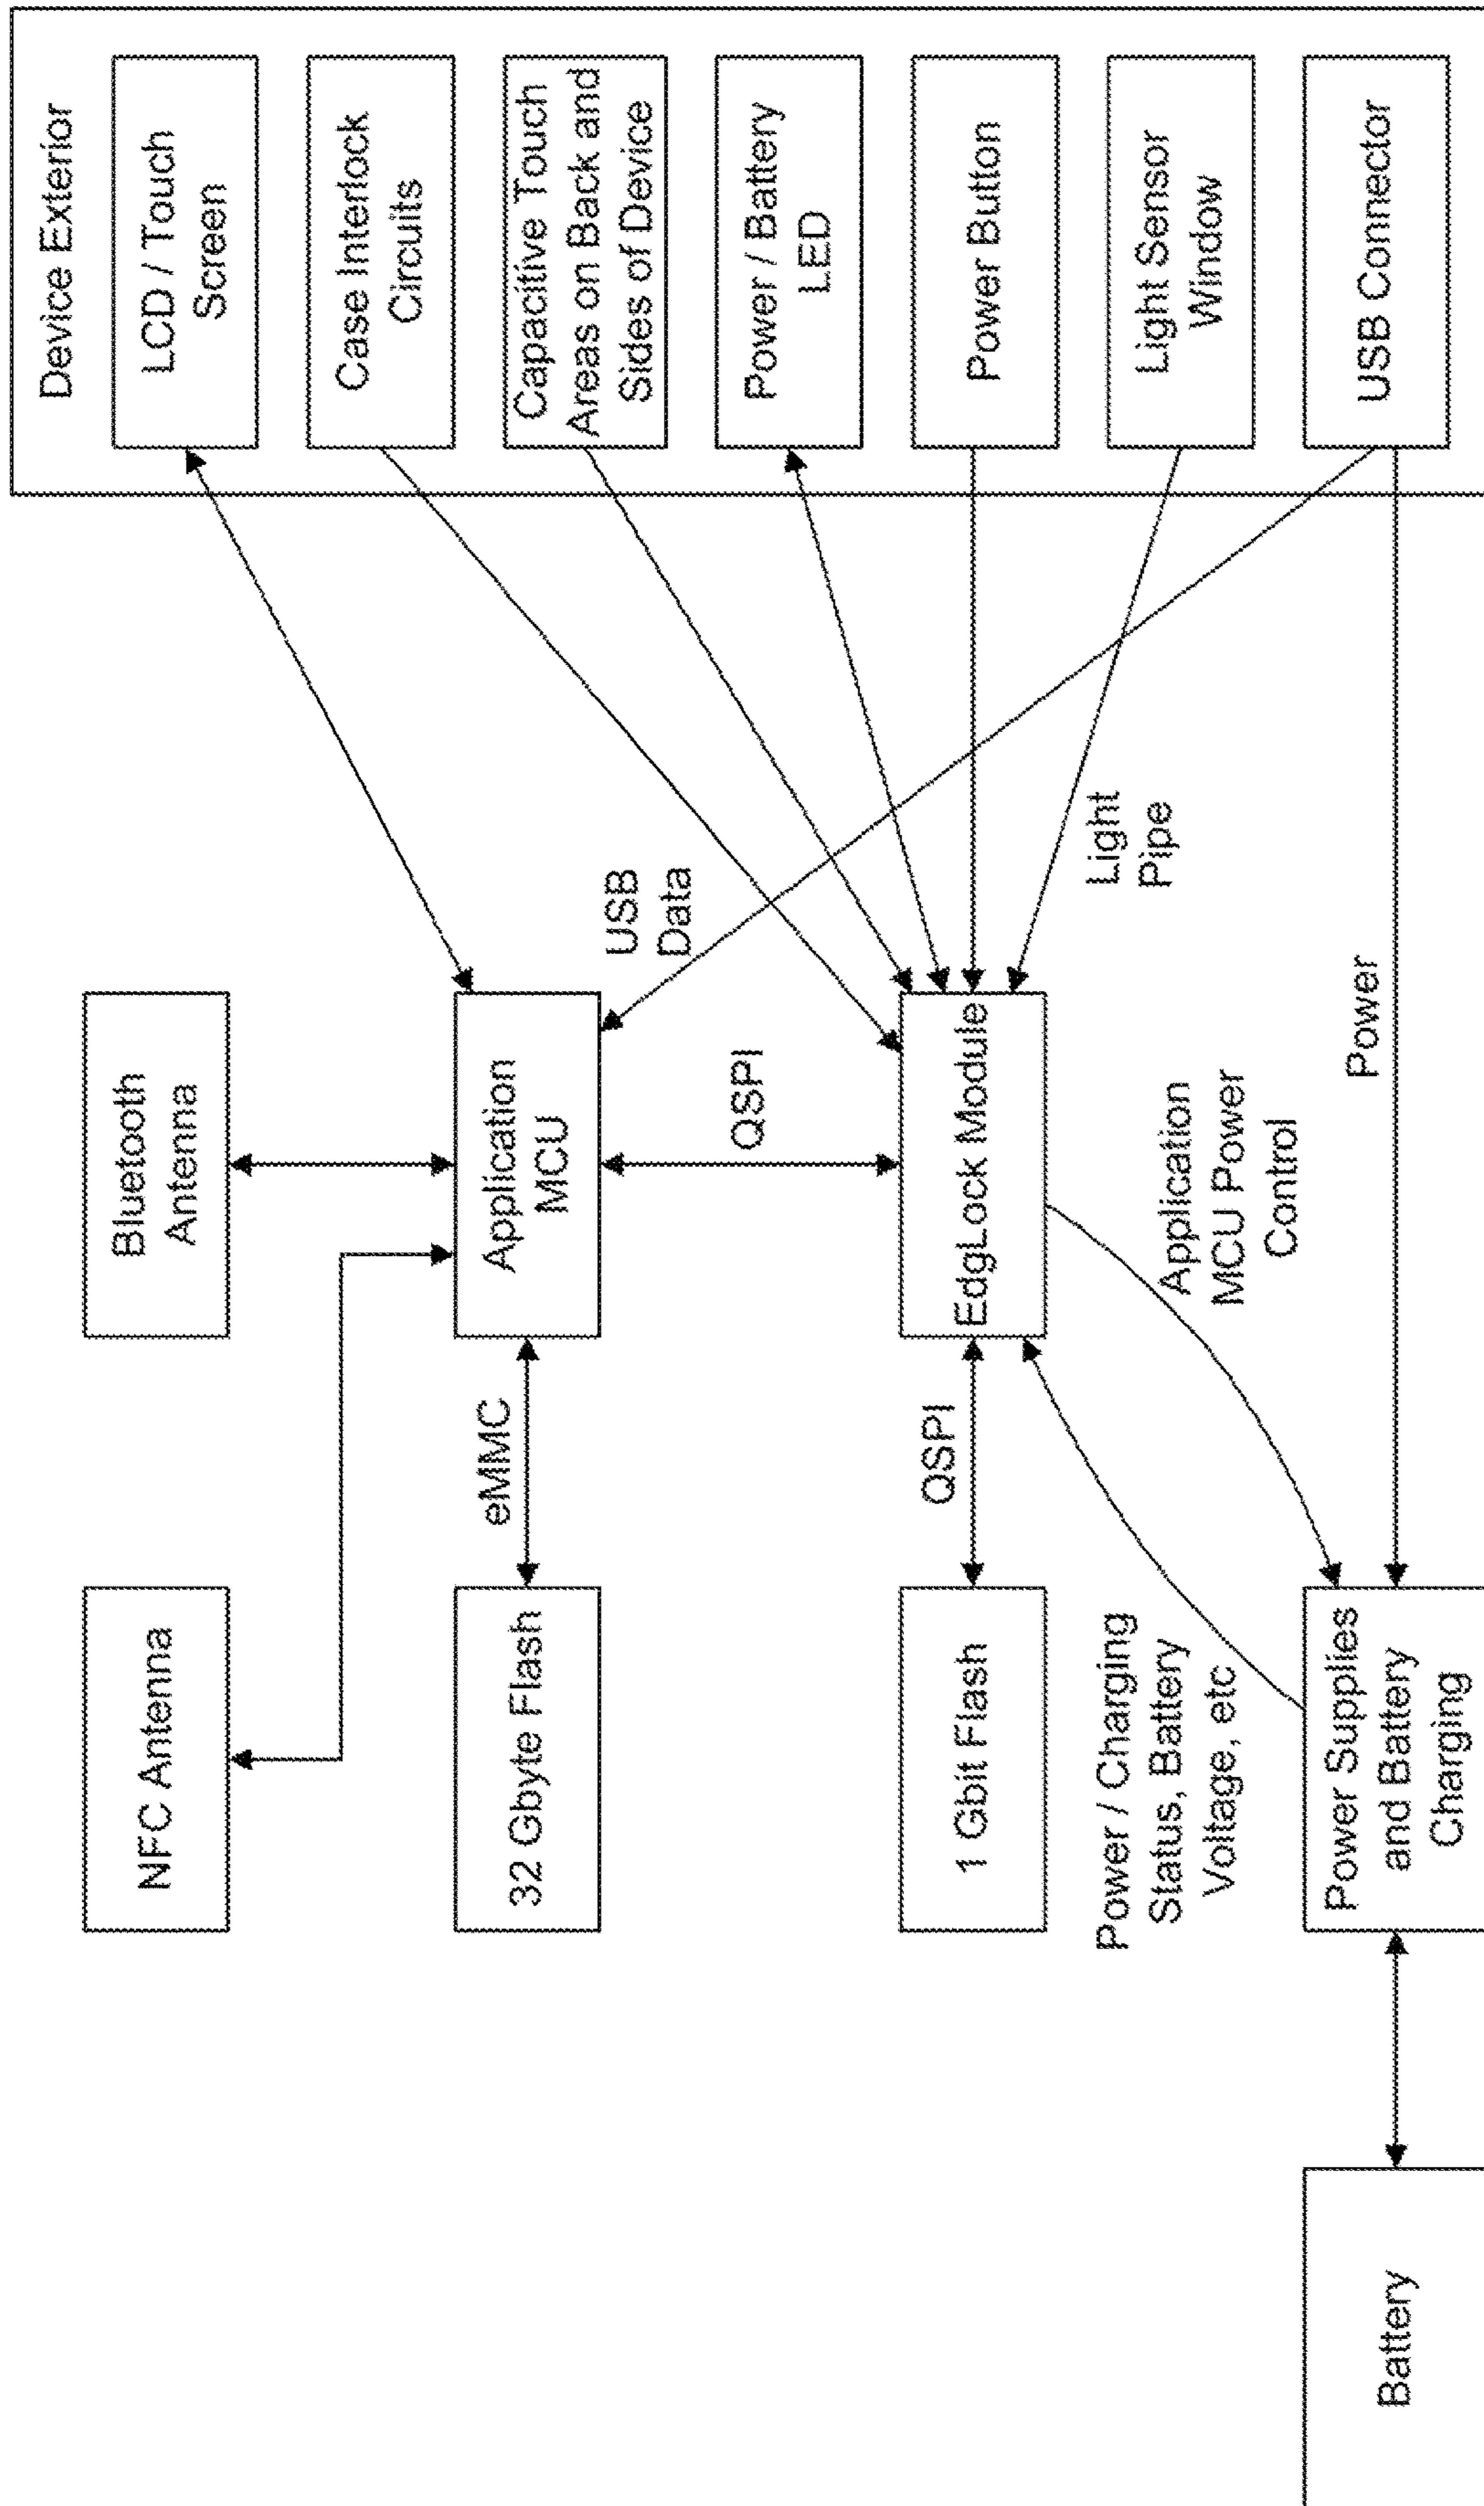 Device Exterior
LCD / Touch
Screen
Case Interlock
Circuits
Capacitive Touch
Areas on Back and
Sides of Device
Power / Battery
LED
Power Button
Light Sensor
Window
USB Connector
Bluetooth
Antenna
NFC Antenna
Application
MCU
USB
Data
eMMC
32 Gbyte Flash
QSPI
EdgLock Module
Light
Pipe
QSPI
1 Gbit Flash
Application
MCU Power
Control
Power
Power / Charging
Status, Battery
Voltage, etc
Power Supplies
and Battery
Charging
Battery